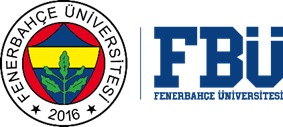 FENERBAHÇE ÜNİVERSİTESİ
★ 2016 ★
FBÜ
FENERBAHÇE ÜNİVERSİTESİ